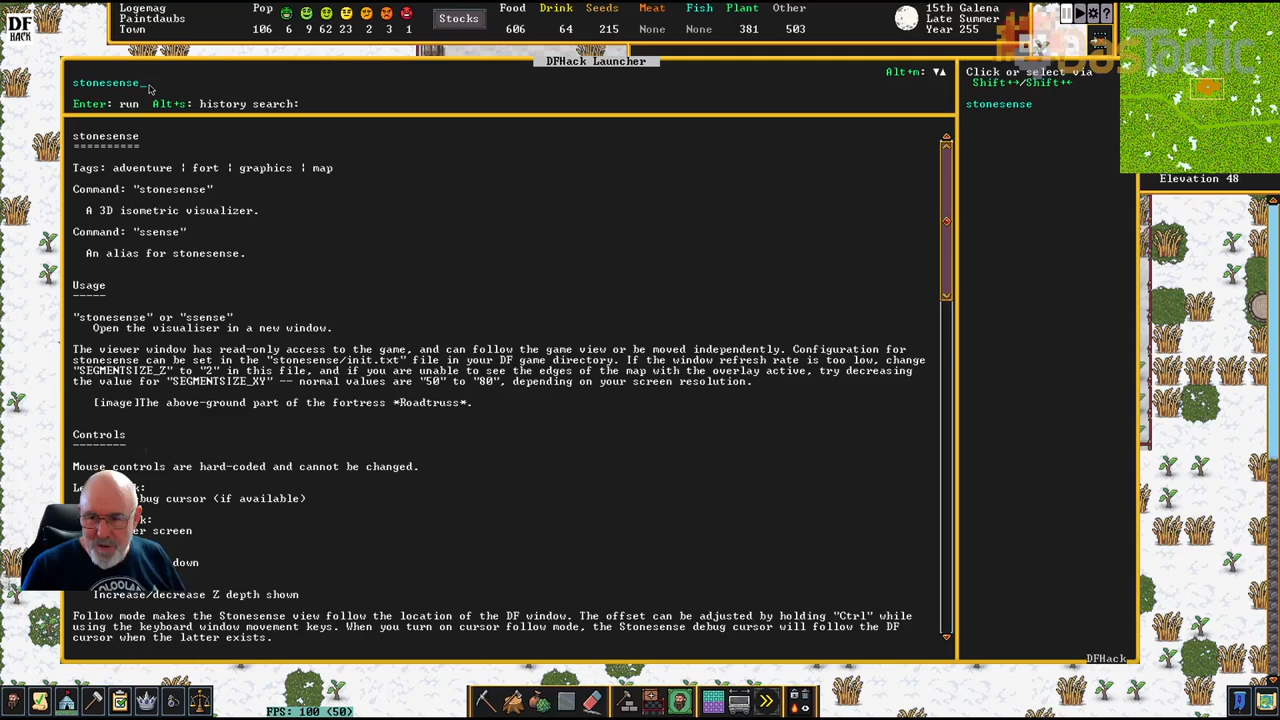 DF
HACK
Logemag
Paintdaubs
Town
Pop
106 6 9 62 23 2 3 1
Stocks
Food Drink Seeds Meat Fish Plant Other
606 64 215 None None 381 503
15th Galena
Late Summer
Year 255
DasTactic
Elevation 48
DFHack Launcher
stonesense_
Alt+m:
Enter: run Alt+s: history search:
Click or select via
Shift+→/Shift+←
stonesense
stonesense
==========
Tags: adventure ¦ fort ¦ graphics ¦ map
Command: "stonesense"
A 3D isometric visualizer.
Command: "ssense"
An alias for stonesense.
Usage
-----
"stonesense" or "ssense"
Open the visualiser in a new window.
The viewer window has read-only access to the game, and can follow the game view or be moved independently. Configuration for
stonesense can be set in the "stonesense/init.txt" file in your DF game directory. If the window refresh rate is too low, change
"SEGMENTSIZE_Z" to "2" in this file, and if you are unable to see the edges of the map with the overlay active, try decreasing
the value for "SEGMENTSIZE_XY" -- normal values are "50" to "80", depending on your screen resolution.
[image]The above-ground part of the fortress *Roadtruss*.
Controls
--------
Mouse controls are hard-coded and cannot be changed.
cursor (if available)
screen
down
Increase/decrease Z depth shown
Follow mode makes the Stonesense view follow the location of the DF window. The offset can be adjusted by holding "Ctrl" while
using the keyboard window movement keys. When you turn on cursor follow mode, the Stonesense debug cursor will follow the DF
cursor when the latter exists.
DFHack
FPS: 100 (50)